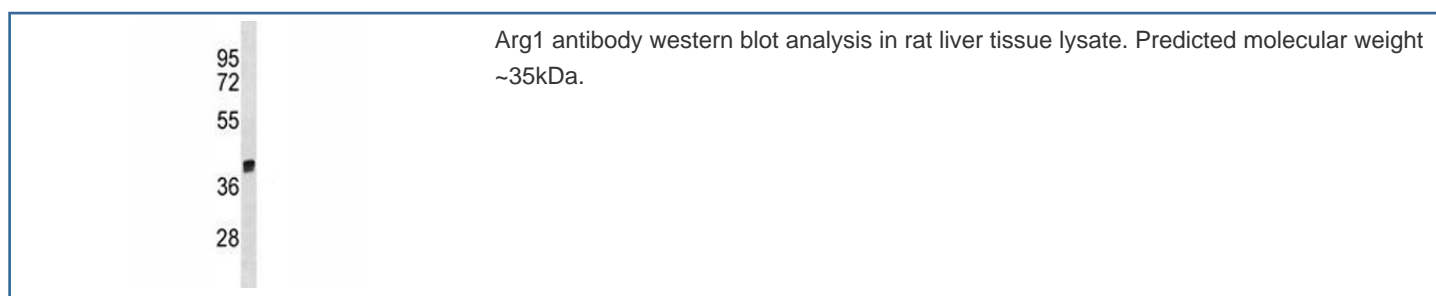 95
72
55
36
28
Arg1 antibody western blot analysis in rat liver tissue lysate. Predicted molecular weight
~35kDa.